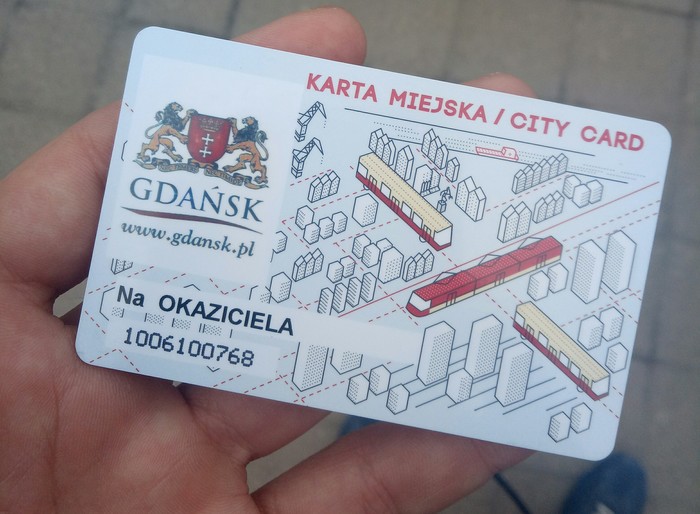 KARTA MIEJSKA / CITY CARD
GDAŃSK
www.gdansk.pl
Na OKAZICIELA
1006100768